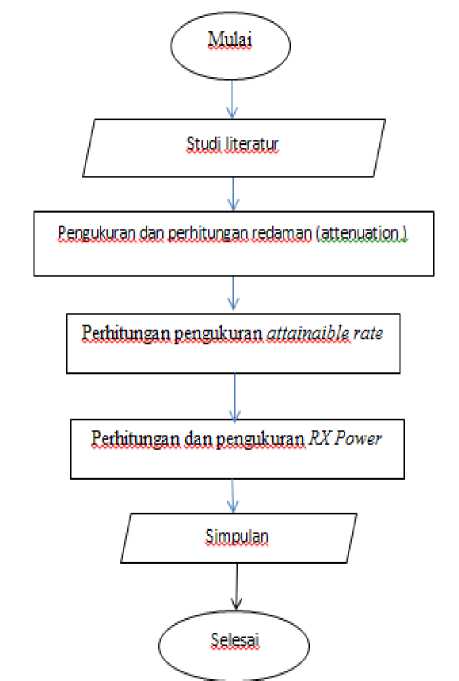 Mulai
Studi literatur
Pengukuran dan perhitungan redaman (attenuation )
Perhitungan pengukuran attainaible rate
Perhitungan dan pengukuran RX Power
Simpulan
Selesai